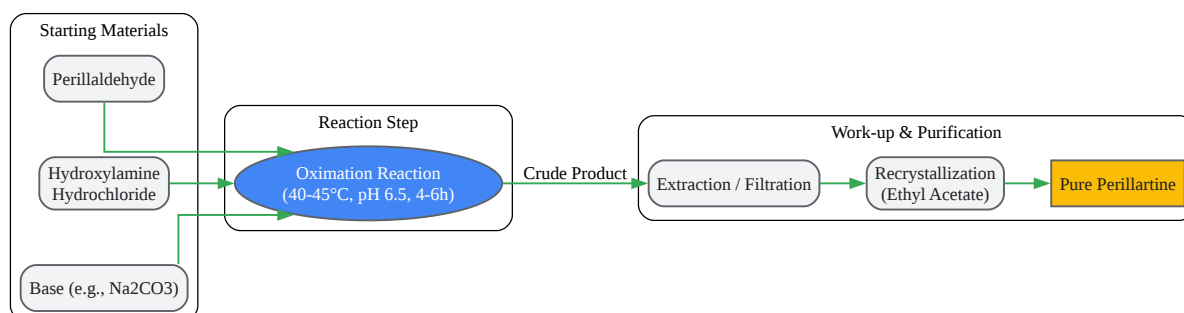 Starting Materials
Perillaldehyde
Hydroxylamine
Hydrochloride
Base (e.g., Na2CO3)
Reaction Step
Oximation Reaction
(40-45°C, pH 6.5, 4-6h)
Crude Product
Work-up & Purification
Extraction / Filtration
Recrystallization
(Ethyl Acetate)
Pure Perillartine